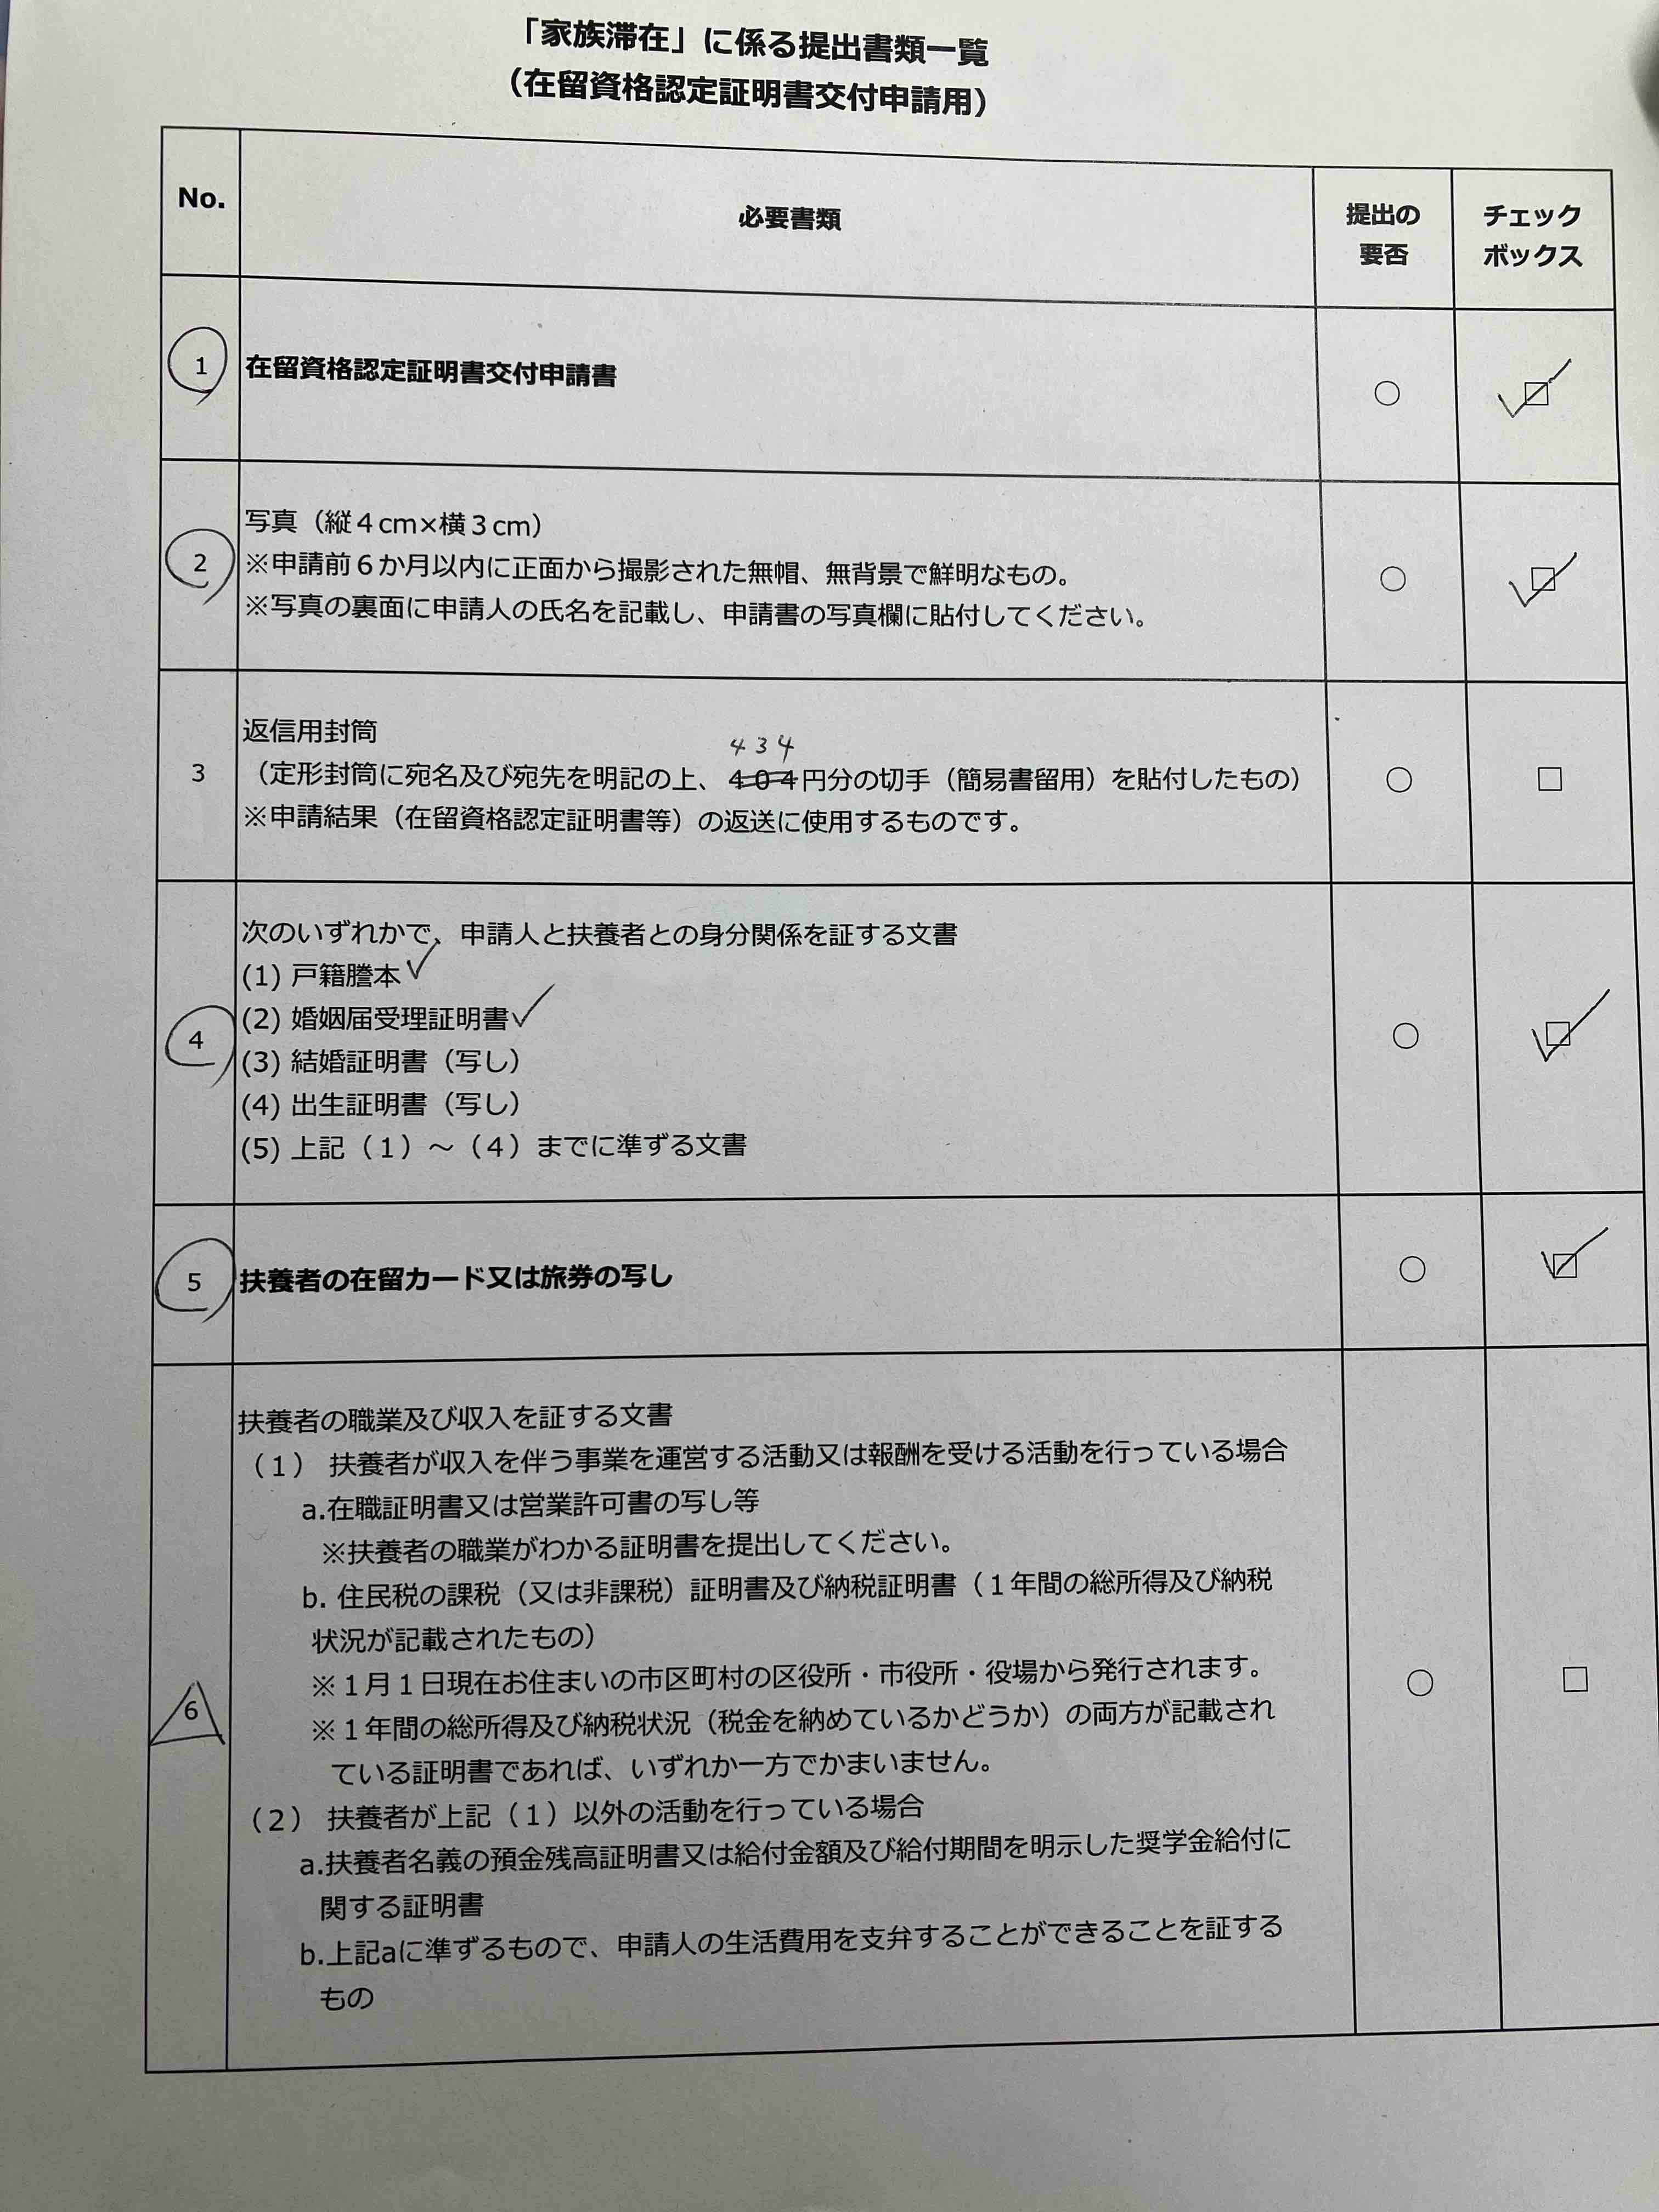 「家族滞在」に係る提出書類一覧
（在留資格認定証明書交付申請用）
No.
必要書類
提出の
要否
チェック
ボックス
1
在留資格認定証明書交付申請書
○
□
2
写真（縦４cm×横３cm）
※申請前６か月以内に正面から撮影された無帽、無背景で鮮明なもの。
※写真の裏面に申請人の氏名を記載し、申請書の写真欄に貼付してください。
○
□
3
返信用封筒
434
（定形封筒に宛名及び宛先を明記の上、４０４円分の切手（簡易書留用）を貼付したもの）
※申請結果（在留資格認定証明書等）の返送に使用するものです。
○
□
4
次のいずれかで、申請人と扶養者との身分関係を証する文書
(1) 戸籍謄本
(2) 婚姻届受理証明書
(3) 結婚証明書（写し）
(4) 出生証明書（写し）
(5) 上記（１）～（４）までに準ずる文書
○
□
5
扶養者の在留カード又は旅券の写し
○
□
6
扶養者の職業及び収入を証する文書
（１） 扶養者が収入を伴う事業を運営する活動又は報酬を受ける活動を行っている場合
a.在職証明書又は営業許可書の写し等
※扶養者の職業がわかる証明書を提出してください。
b. 住民税の課税（又は非課税）証明書及び納税証明書（１年間の総所得及び納税
状況が記載されたもの）
※１月１日現在お住まいの市区町村の区役所・市役所・役場から発行されます。
※１年間の総所得及び納税状況（税金を納めているかどうか）の両方が記載され
ている証明書であれば、いずれか一方でかまいません。
（２） 扶養者が上記（１）以外の活動を行っている場合
a.扶養者名義の預金残高証明書又は給付金額及び給付期間を明示した奨学金給付に
関する証明書
b.上記aに準ずるもので、申請人の生活費用を支弁することができることを証する
もの
○
□